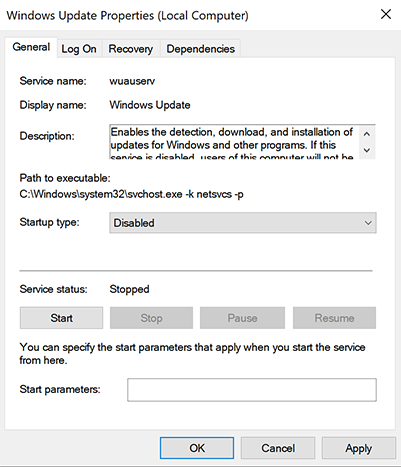 Windows Update Properties (Local Computer)
General Log On Recovery Dependencies
Service name: wuauserv
Display name: Windows Update
Description: Enables the detection, download, and installation of
updates for Windows and other programs. If this
service is disabled, users of this computer will not be
Path to executable:
C:\Windows\system32\svchost.exe -k netsvcs -p
Startup type: Disabled
Service status: Stopped
Start Stop Pause Resume
You can specify the start parameters that apply when you start the service
from here.
Start parameters:
OK Cancel Apply